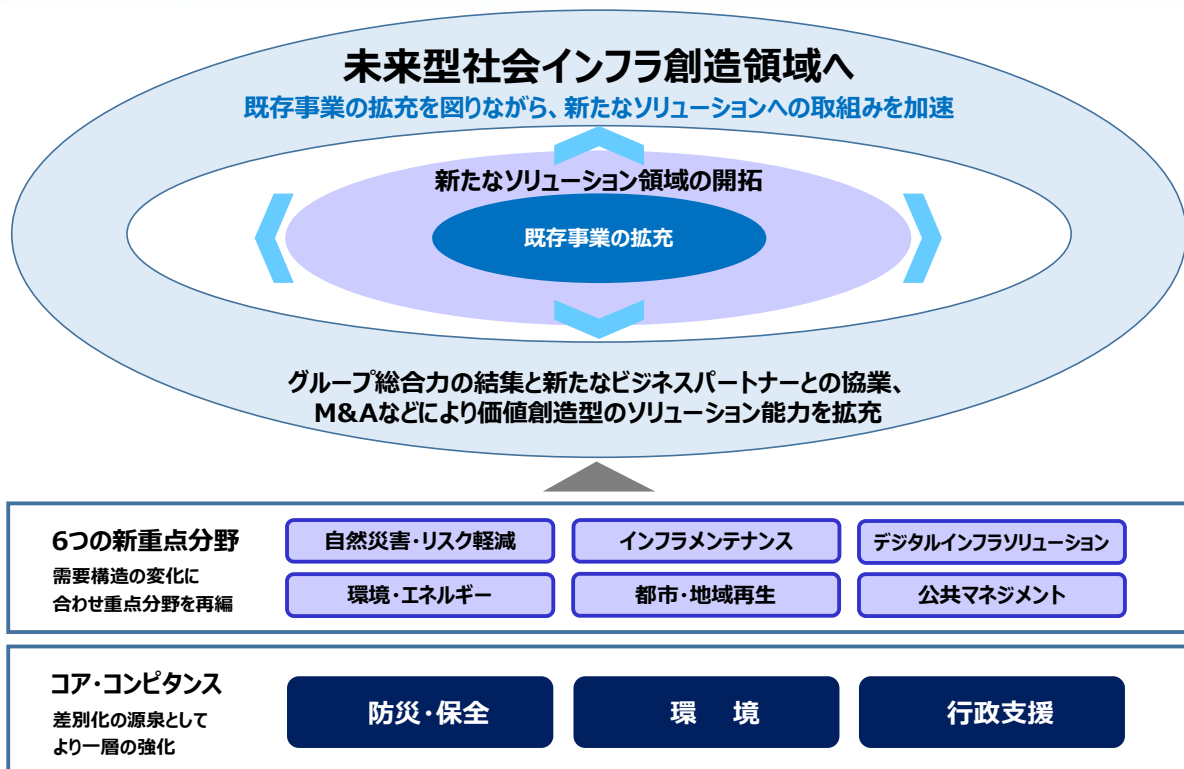 未来型社会インフラ創造領域へ
既存事業の拡充を図りながら、新たなソリューションへの取組みを加速
新たなソリューション領域の開拓
既存事業の拡充
グループ総合力の結集と新たなビジネスパートナーとの協業、
M&Aなどにより価値創造型のソリューション能力を拡充
6つの新重点分野
需要構造の変化に
合わせ重点分野を再編
自然災害・リスク軽減
インフラメンテナンス
デジタルインフラソリューション
環境・エネルギー
都市・地域再生
公共マネジメント
コア・コンピタンス
差別化の源泉として
より一層の強化
防災・保全
環 境
行政支援